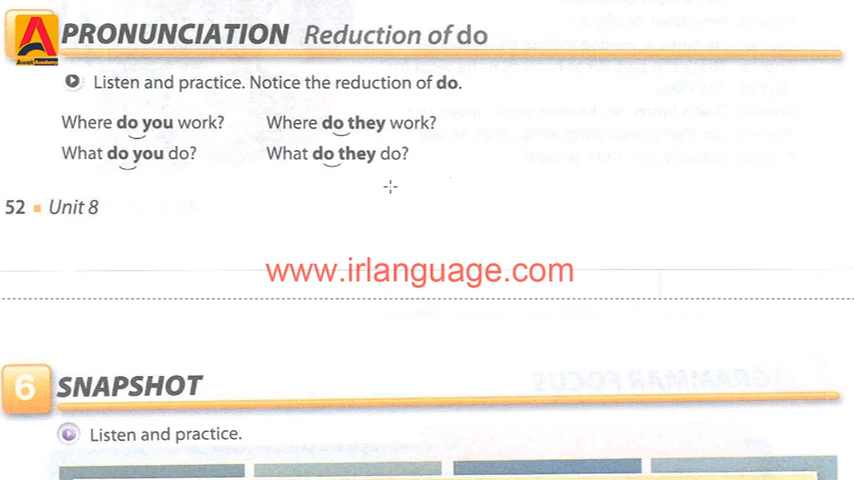 PRONUNCIATION Reduction of do
Listen and practice. Notice the reduction of do.
Where do you work? Where do they work?
What do you do? What do they do?
52 ▪ Unit 8
www.irlanguage.com
6 SNAPSHOT
Listen and practice.